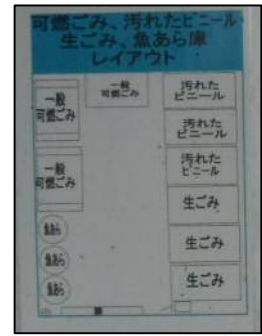 可燃ごみ、汚れたビニール
生ごみ、魚あら庫
レイアウト
一般
可燃ごみ
一般
可燃ごみ
汚れた
ビニール
汚れた
ビニール
一般
可燃ごみ
汚れた
ビニール
生ごみ
魚あら
生ごみ
魚あら
生ごみ
魚あら